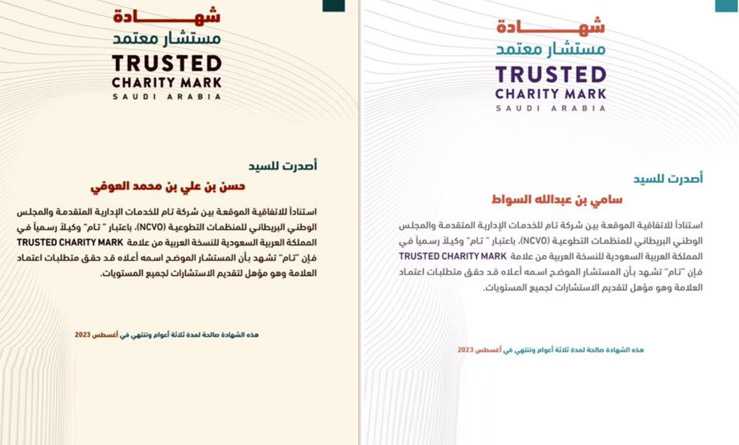 شهــــادة
مستشار معتمد
TRUSTED
CHARITY MARK
SAUDI ARABIA
أصدرت للسيد
حسن بن علي بن محمد العوفي
استناداً للاتفاقية الموقعة بين شركة تام للخدمات الإدارية المتقدمة والمجلس
الوطني البريطاني للمنظمات التطوعية (NCVO)، باعتبار " تام" وكيلاً رسمياً في
المملكة العربية السعودية للنسخة العربية من علامة TRUSTED CHARITY MARK
فإن "تام" تشهد بأن المستشار الموضح اسمه أعلاه قد حقق متطلبات اعتماد
العلامة وهو مؤهل لتقديم الاستشارات لجميع المستويات.
هذه الشهادة صالحة لمدة ثلاثة أعوام وتنتهي في أغسطس 2023
شهــــادة
مستشار معتمد
TRUSTED
CHARITY MARK
SAUDI ARABIA
أصدرت للسيد
سامي بن عبدالله السواط
استناداً للاتفاقية الموقعة بين شركة تام للخدمات الإدارية المتقدمة والمجلس
الوطني البريطاني للمنظمات التطوعية (NCVO)، باعتبار " تام" وكيلاً رسمياً في
المملكة العربية السعودية للنسخة العربية من علامة TRUSTED CHARITY MARK
فإن "تام" تشهد بأن المستشار الموضح اسمه أعلاه قد حقق متطلبات اعتماد
العلامة وهو مؤهل لتقديم الاستشارات لجميع المستويات.
هذه الشهادة صالحة لمدة ثلاثة أعوام وتنتهي في أغسطس 2023